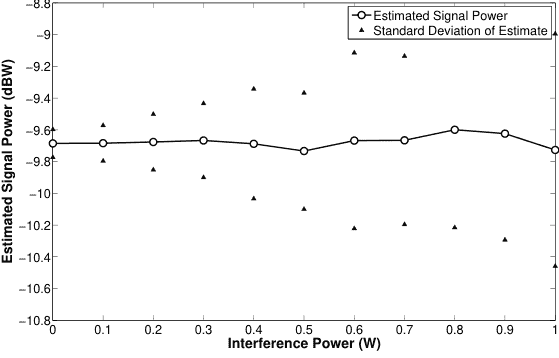 Estimated Signal Power (dBW)
-8.8
-9
-9.2
-9.4
-9.6
-9.8
-10
-10.2
-10.4
-10.6
-10.8
Estimated Signal Power
Standard Deviation of Estimate
0 0.1 0.2 0.3 0.4 0.5 0.6 0.7 0.8 0.9 1
Interference Power (W)